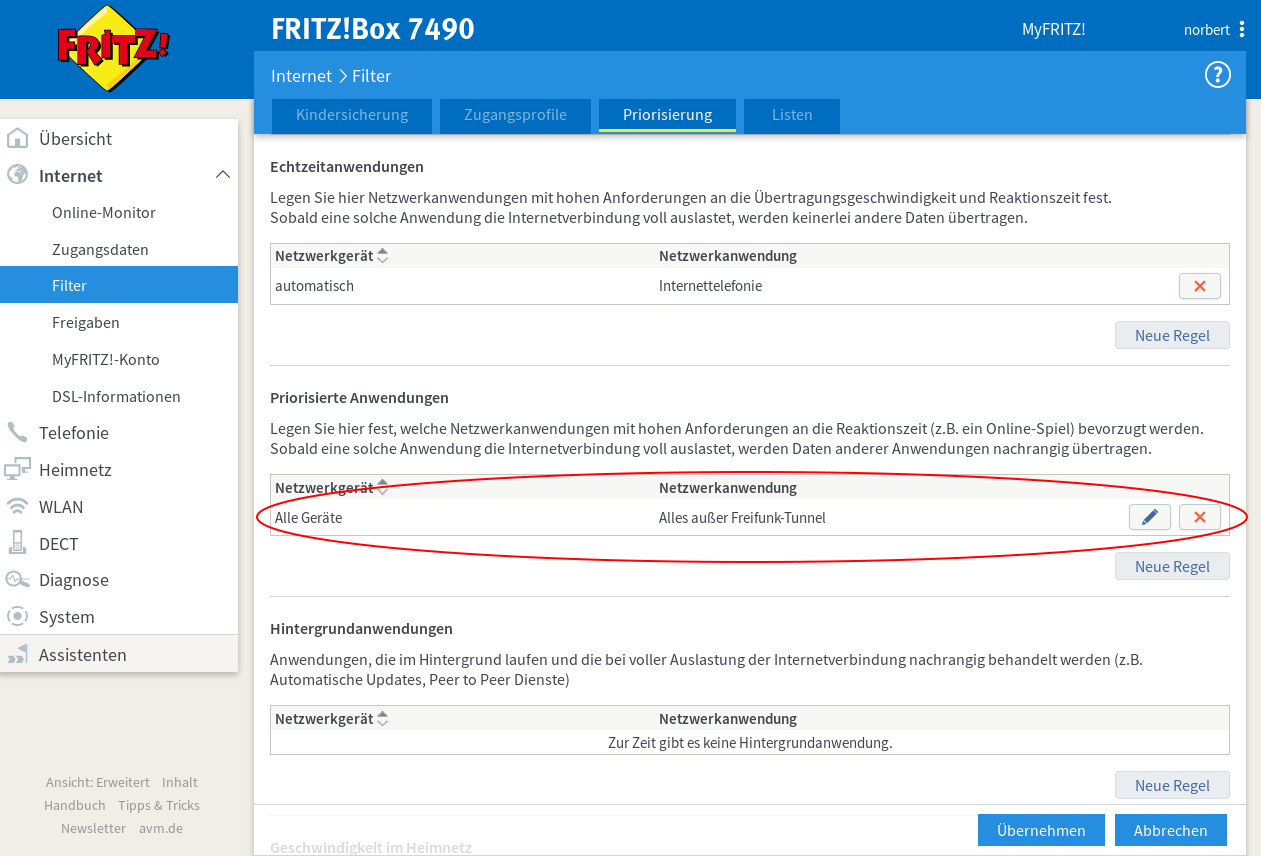 FRITZ!
FRITZ!Box 7490
MyFRITZ!
norbert
Internet > Filter
?
Kindersicherung
Zugangsprofile
Priorisierung
Listen
Übersicht
Internet
Online-Monitor
Zugangsdaten
Filter
Freigaben
MyFRITZ!-Konto
DSL-Informationen
Telefonie
Heimnetz
WLAN
DECT
Diagnose
System
Assistenten
Ansicht: Erweitert Inhalt
Handbuch Tipps & Tricks
Newsletter avm.de
Echtzeitanwendungen
Legen Sie hier Netzwerkanwendungen mit hohen Anforderungen an die Übertragungsgeschwindigkeit und Reaktionszeit fest.
Sobald eine solche Anwendung die Internetverbindung voll auslastet, werden keinerlei andere Daten übertragen.
Netzwerkgerät Netzwerkanwendung
automatisch Internettelefonie
Neue Regel
Priorisierte Anwendungen
Legen Sie hier fest, welche Netzwerkanwendungen mit hohen Anforderungen an die Reaktionszeit (z.B. ein Online-Spiel) bevorzugt werden.
Sobald eine solche Anwendung die Internetverbindung voll auslastet, werden Daten anderer Anwendungen nachrangig übertragen.
Netzwerkgerät Netzwerkanwendung
Alle Geräte Alles außer Freifunk-Tunnel
Neue Regel
Hintergrundanwendungen
Anwendungen, die im Hintergrund laufen und die bei voller Auslastung der Internetverbindung nachrangig behandelt werden (z.B.
Automatische Updates, Peer to Peer Dienste)
Netzwerkgerät Netzwerkanwendung
Zur Zeit gibt es keine Hintergrundanwendung.
Neue Regel
Übernehmen Abbrechen
Geschwindigkeit im Heimnetz